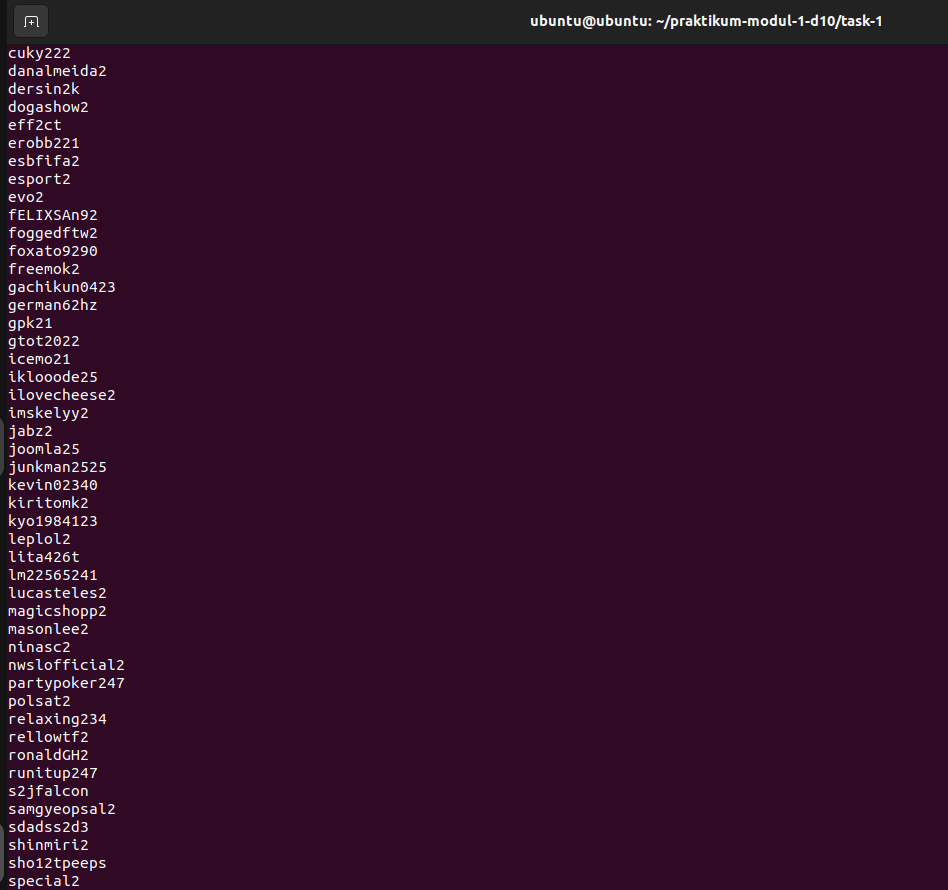 ubuntu@ubuntu: ~/praktikum-modul-1-d10/task-1
cuky222
danalmeida2
dersin2k
dogashow2
eff2ct
erobb221
esbfifa2
esport2
evo2
fELIXSAn92
foggedftw2
foxato9290
freemok2
gachikun0423
german62hz
gpk21
gtot2022
icemo21
iklooode25
ilovecheese2
imskelyy2
jabz2
joomla25
junkman2525
kevin02340
kiritomk2
kyo1984123
leplol2
lita426t
lm22565241
lucasteles2
magicshopp2
masonlee2
ninasc2
nwslofficial2
partypoker247
polsat2
relaxing234
rellowtf2
ronaldGH2
runitup247
s2jfalcon
samgyeopsal2
sdadss2d3
shinmiri2
sho12tpeeps
special2